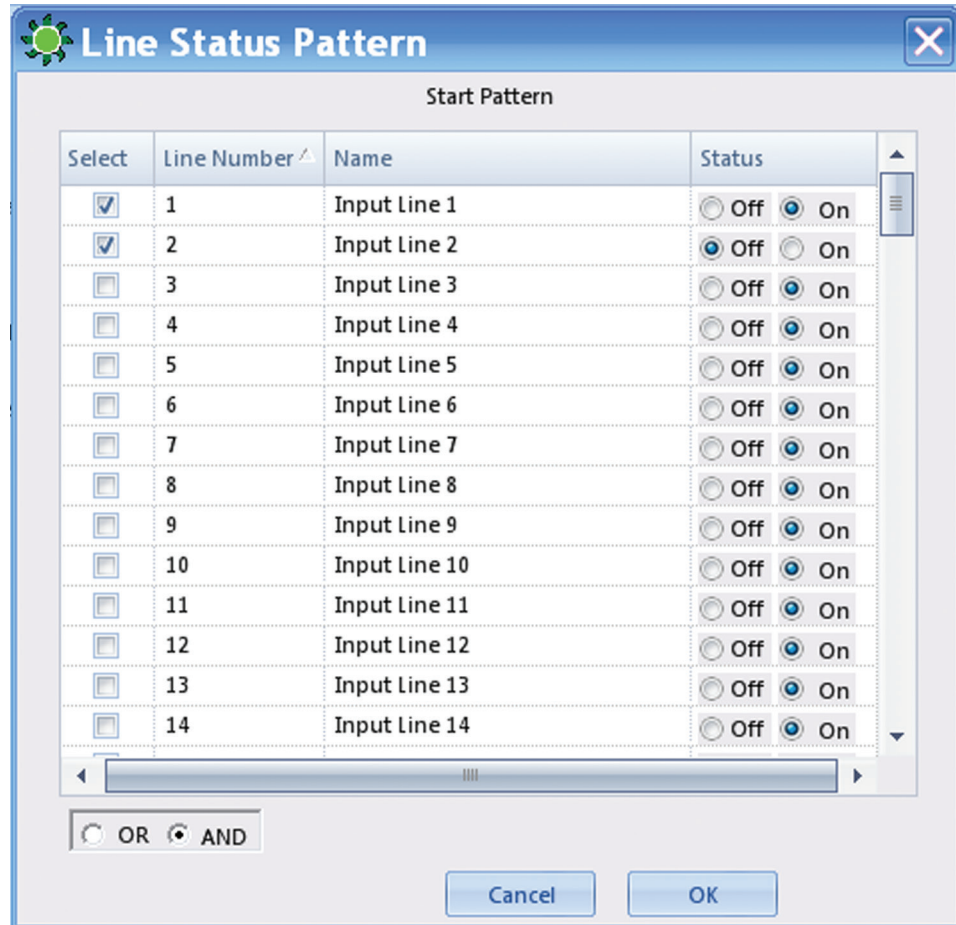 Line Status Pattern
Start Pattern
Select Line Number Name Status
1 Input Line 1 Off On
2 Input Line 2 Off On
3 Input Line 3 Off On
4 Input Line 4 Off On
5 Input Line 5 Off On
6 Input Line 6 Off On
7 Input Line 7 Off On
8 Input Line 8 Off On
9 Input Line 9 Off On
10 Input Line 10 Off On
11 Input Line 11 Off On
12 Input Line 12 Off On
13 Input Line 13 Off On
14 Input Line 14 Off On
OR AND
Cancel OK